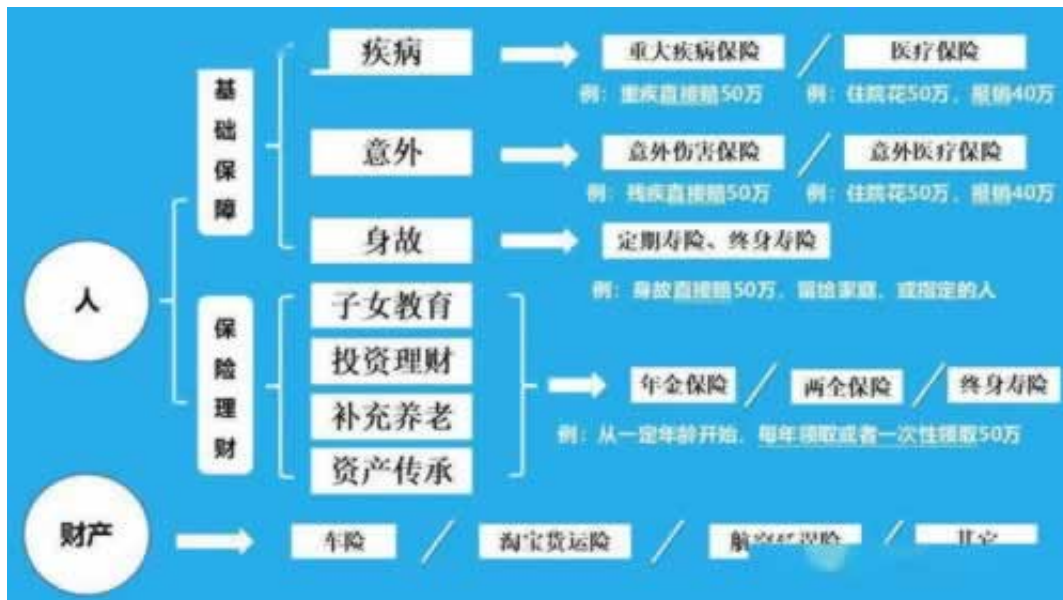 疾病
重大疾病保险
医疗保险
例：重疾直接赔50万
例：住院花50万，报销40万
基础保障
意外
意外伤害保险
意外医疗保险
例：残疾直接赔50万
例：住院花50万，报销40万
身故
定期寿险、终身寿险
例：身故直接赔50万，留给家庭，或指定的人
人
子女教育
保险理财
投资理财
年金保险
两全保险
终身寿险
补充养老
例：从一定年龄开始，每年领取或者一次性领取50万
资产传承
财产
车险
淘宝货运险